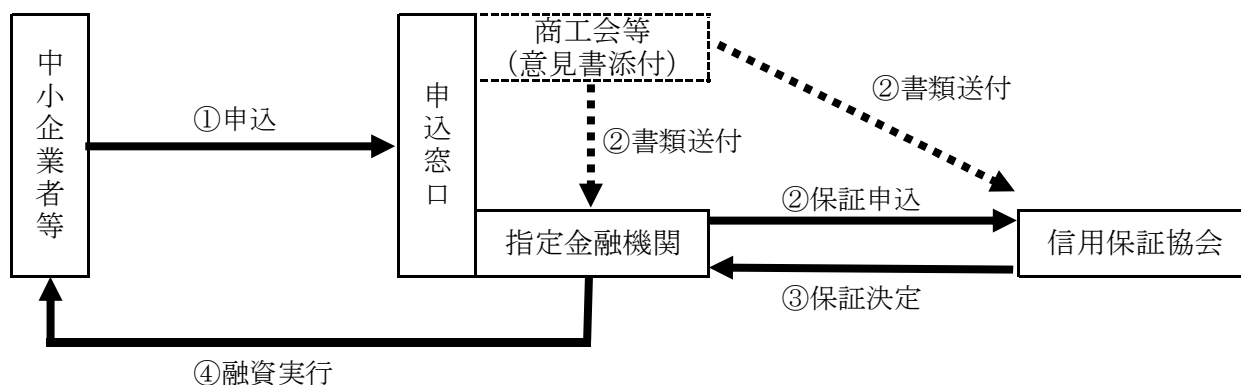 中小企業者等
①申込
申込窓口
商工会等
(意見書添付)
②書類送付
②書類送付
指定金融機関
②保証申込
③保証決定
信用保証協会
④融資実行